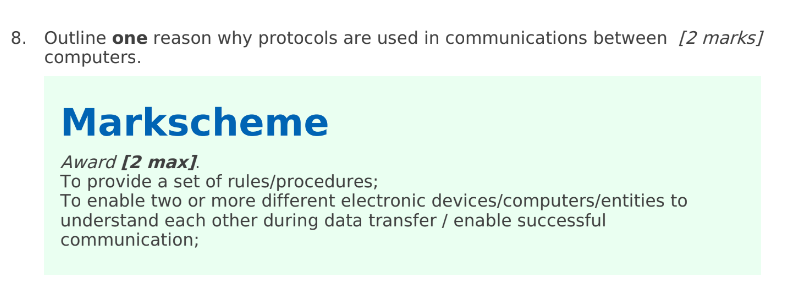 8. Outline one reason why protocols are used in communications between [2 marks]
computers.
Markscheme
Award [2 max].
To provide a set of rules/procedures;
To enable two or more different electronic devices/computers/entities to
understand each other during data transfer / enable successful
communication;